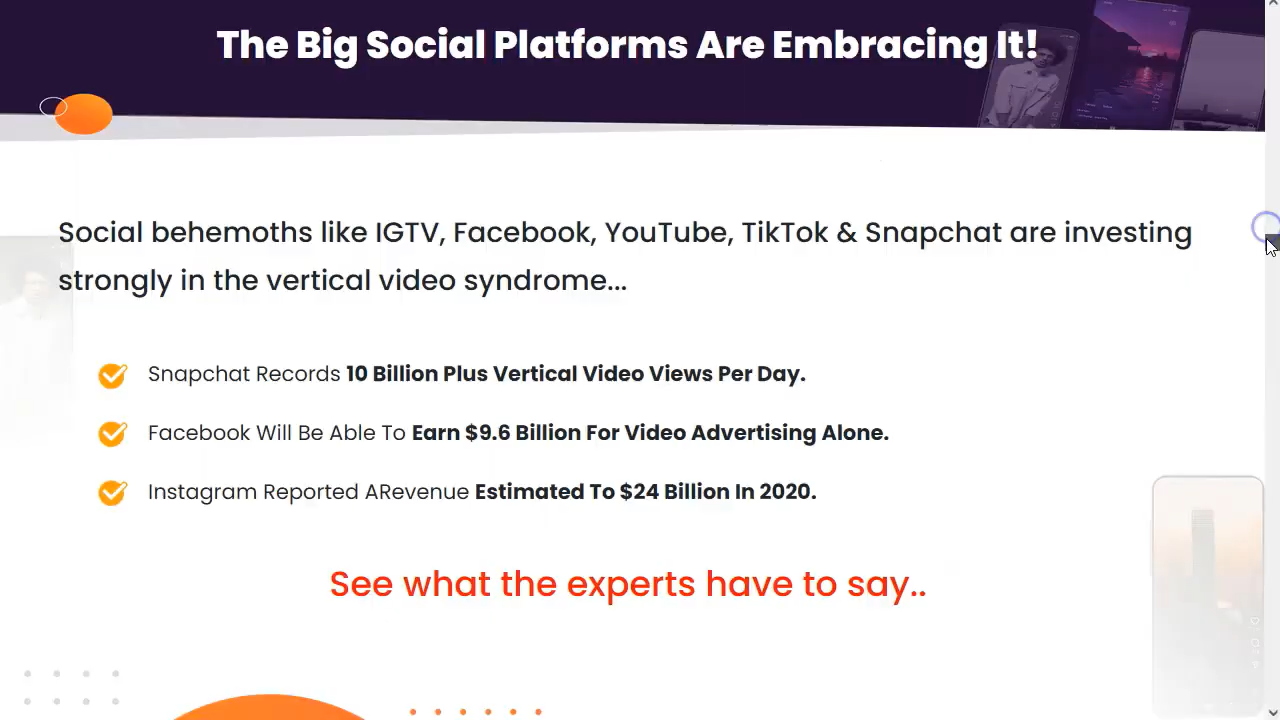 The Big Social Platforms Are Embracing It!
Social behemoths like IGTV, Facebook, YouTube, TikTok & Snapchat are investing
strongly in the vertical video syndrome...
Snapchat Records 10 Billion Plus Vertical Video Views Per Day.
Facebook Will Be Able To Earn $9.6 Billion For Video Advertising Alone.
Instagram Reported ARevenue Estimated To $24 Billion In 2020.
See what the experts have to say..